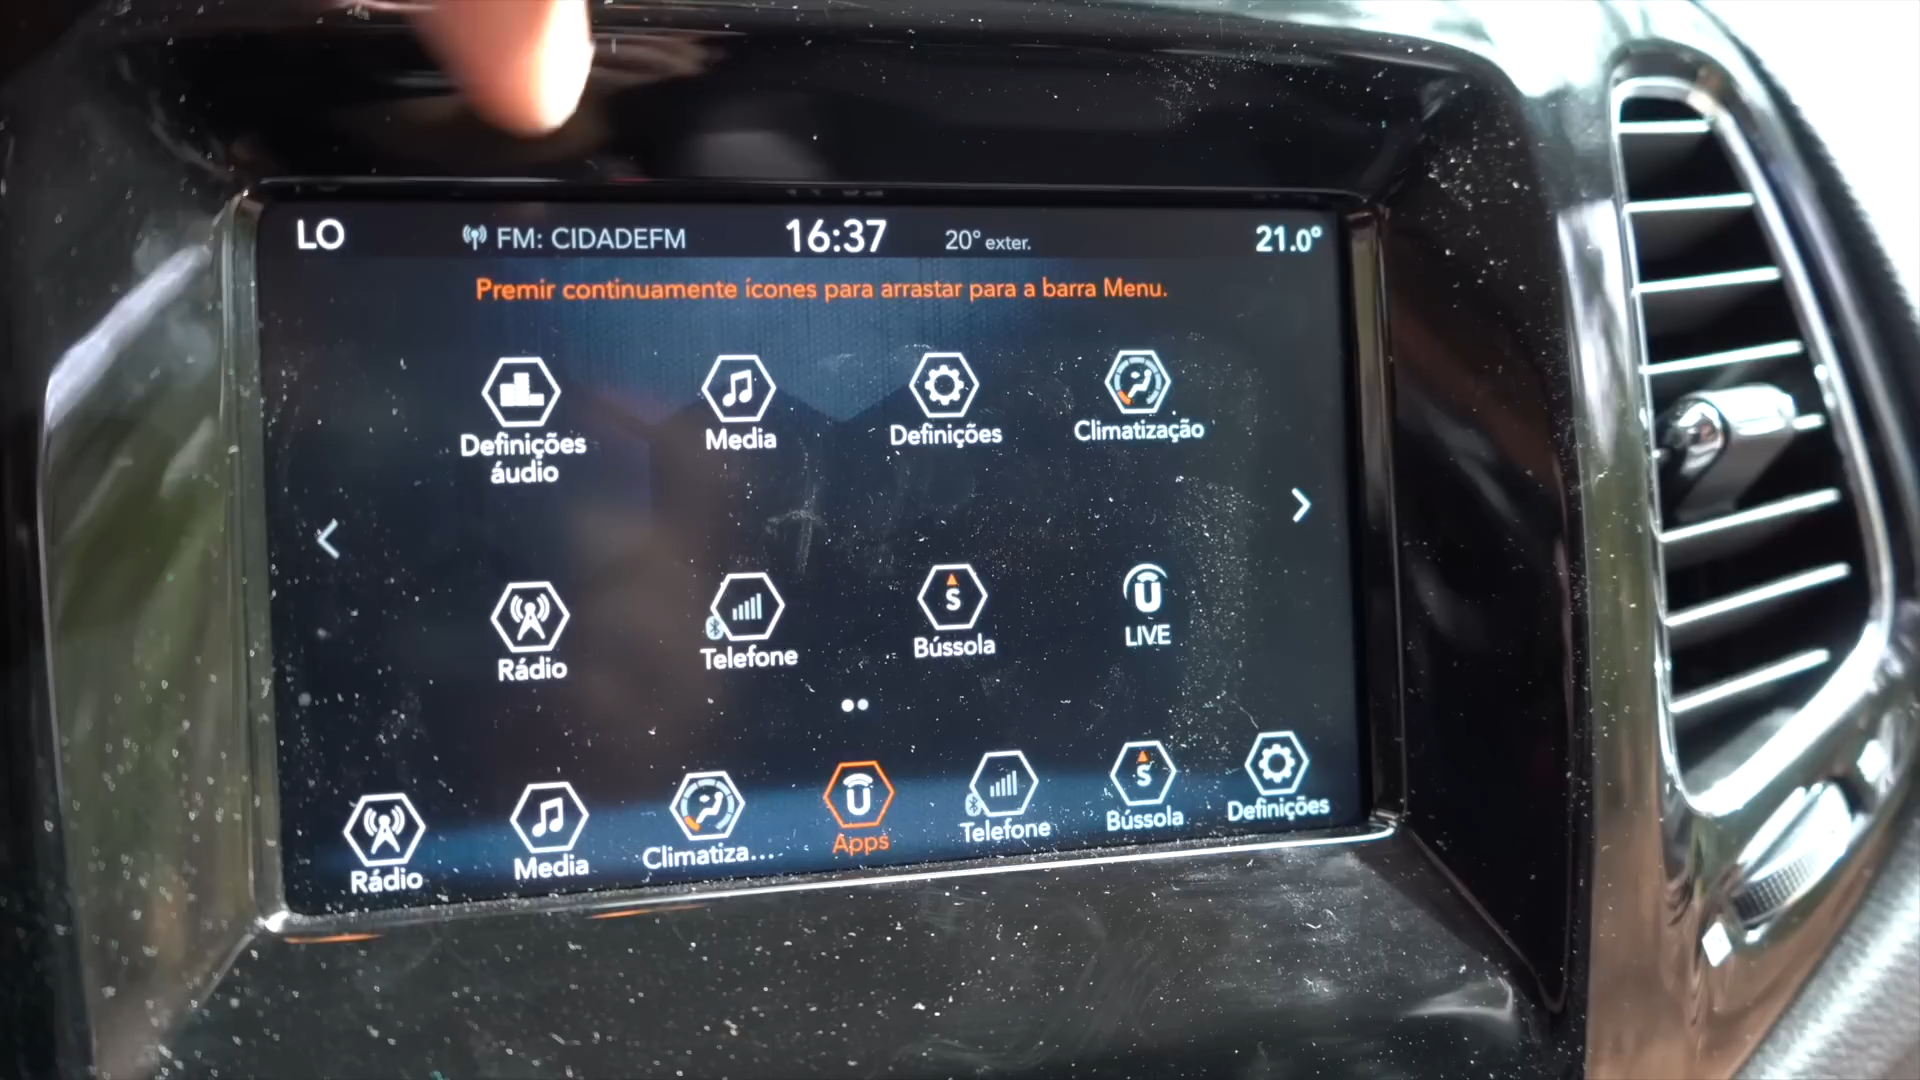 LO FM: CIDADEFM 16:37 20° exter. 21.0°
Premir continuamente ícones para arrastar para a barra Menu.
Definições áudio
Media
Definições
Climatização
Rádio
Telefone
S
Bússola
U
LIVE
Rádio
Media
Climatiza...
U
Apps
Telefone
S
Bússola
Definições